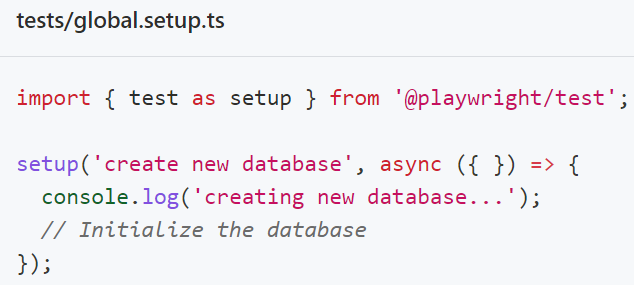 tests/global.setup.ts
import { test as setup } from '@playwright/test';
setup('create new database', async ({ }) => {
  console.log('creating new database...');
  // Initialize the database
});